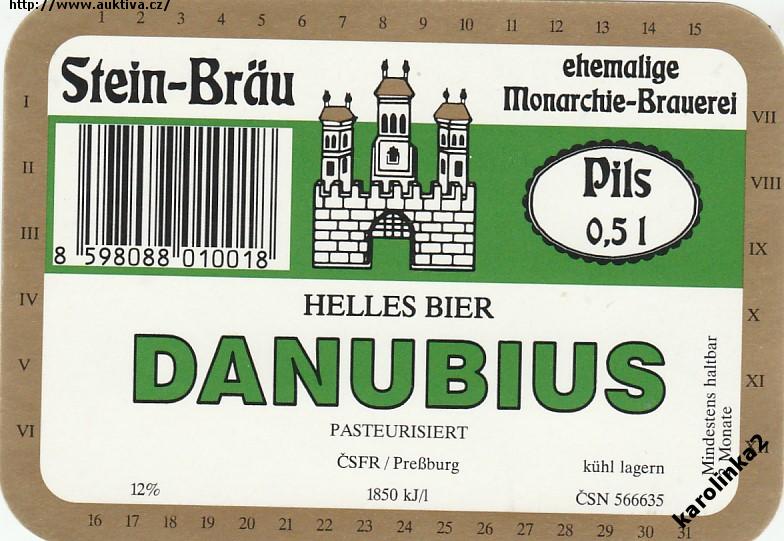 http://www.auktiva.cz/
1 2 3 4 5 6 7 8 9 10 11 12 13 14 15
Stein-Bräu
ehemalige
Monarchie-Brauerei
I
II
III
IV
V
VI
VII
VIII
IX
X
XI
8 598088 010018
Pils
0,5 l
HELLES BIER
DANUBIUS
PASTEURISIERT
ČSFR / Preßburg
12%
1850 kJ/l
kühl lagern
ČSN 566635
Mindestens haltbar
Monate
16 17 18 19 20 21 22 23 24 25 26 27 28 29 30 31
karolinka2